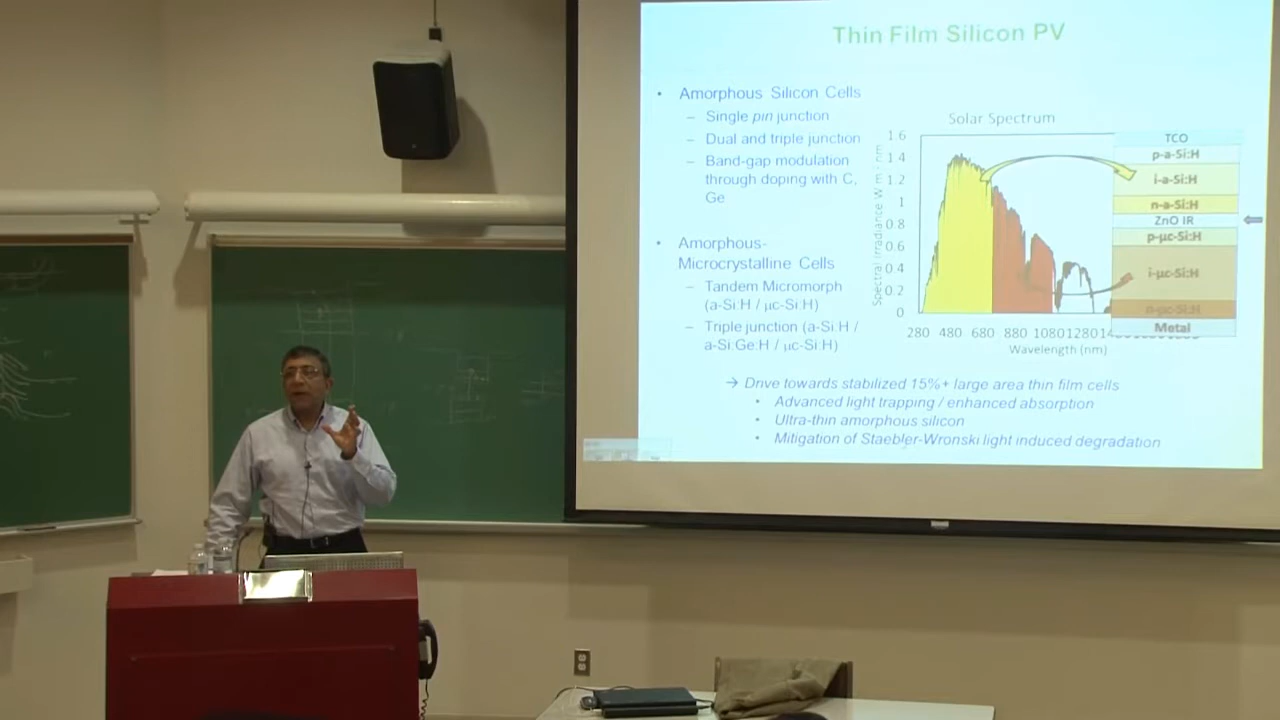 Thin Film Silicon PV
• Amorphous Silicon Cells
– Single pin junction
– Dual and triple junction
– Band-gap modulation
through doping with C,
Ge
• Amorphous-
Microcrystalline Cells
– Tandem Micromorph
(a-Si:H / μc-Si:H)
– Triple junction (a-Si:H /
a-Si:Ge:H / μc-Si:H)
Solar Spectrum
Spectral Irradiance W m nm
1.6
1.4
1.2
1
0.8
0.6
0.4
0.2
0
280 480 680 880 1080 1280
Wavelength (nm)
TCO
p-a-Si:H
i-a-Si:H
n-a-Si:H
ZnO IR
p-μc-Si:H
i-μc-Si:H
n-μc-Si:H
Metal
→ Drive towards stabilized 15%+ large area thin film cells
• Advanced light trapping / enhanced absorption
• Ultra-thin amorphous silicon
• Mitigation of Staebler-Wronski light induced degradation